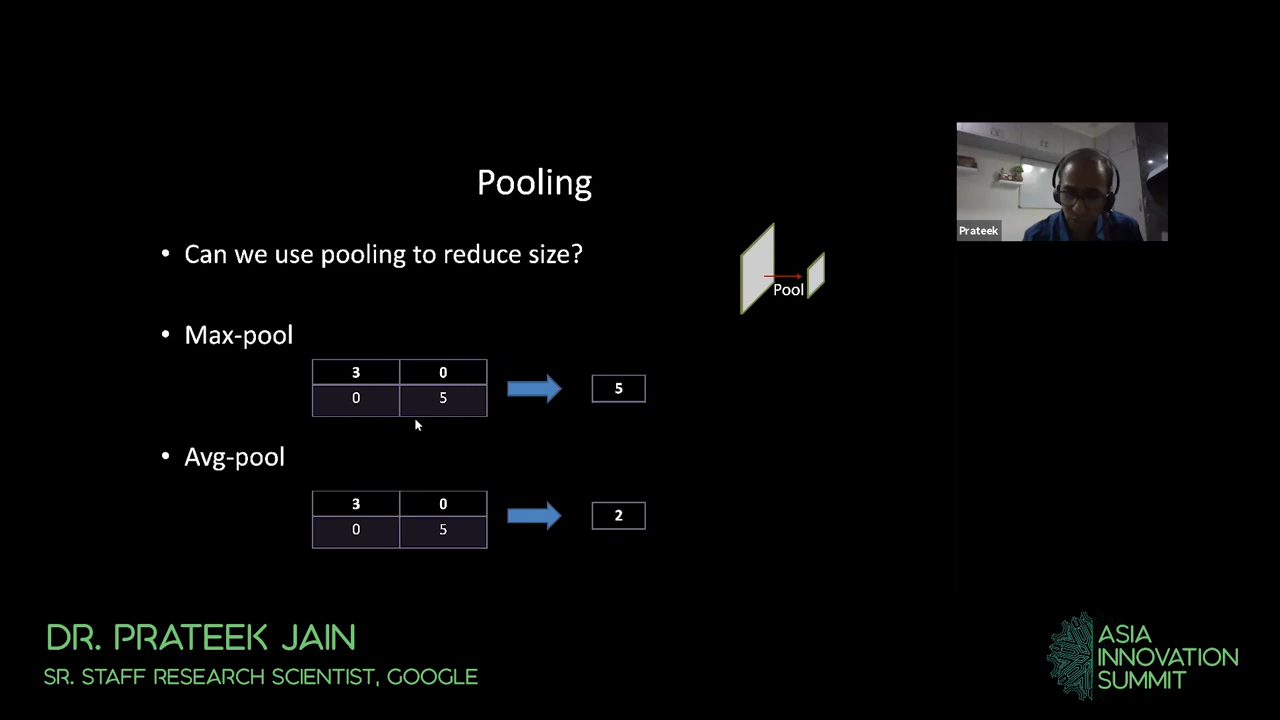 Pooling
Prateek
• Can we use pooling to reduce size?
Pool
• Max-pool
3 0
0 5
5
• Avg-pool
3 0
0 5
2
DR. PRATEEK JAIN
SR. STAFF RESEARCH SCIENTIST, GOOGLE
ASIA
INNOVATION
SUMMIT